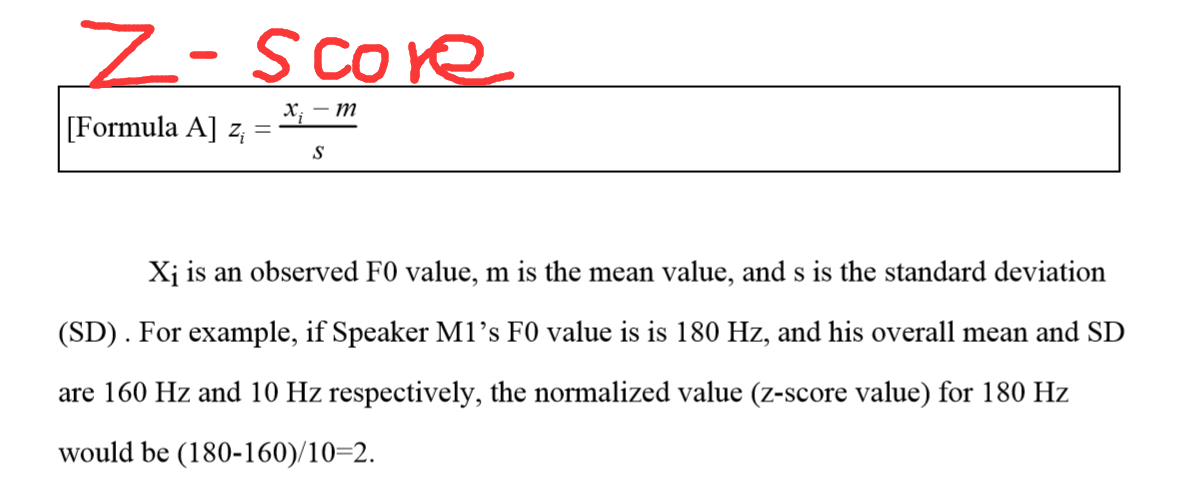 Z-score
[Formula A] zᵢ = (xᵢ − m) / s
Xi is an observed F0 value, m is the mean value, and s is the standard deviation
(SD) . For example, if Speaker M1’s F0 value is is 180 Hz, and his overall mean and SD
are 160 Hz and 10 Hz respectively, the normalized value (z-score value) for 180 Hz
would be (180-160)/10=2.